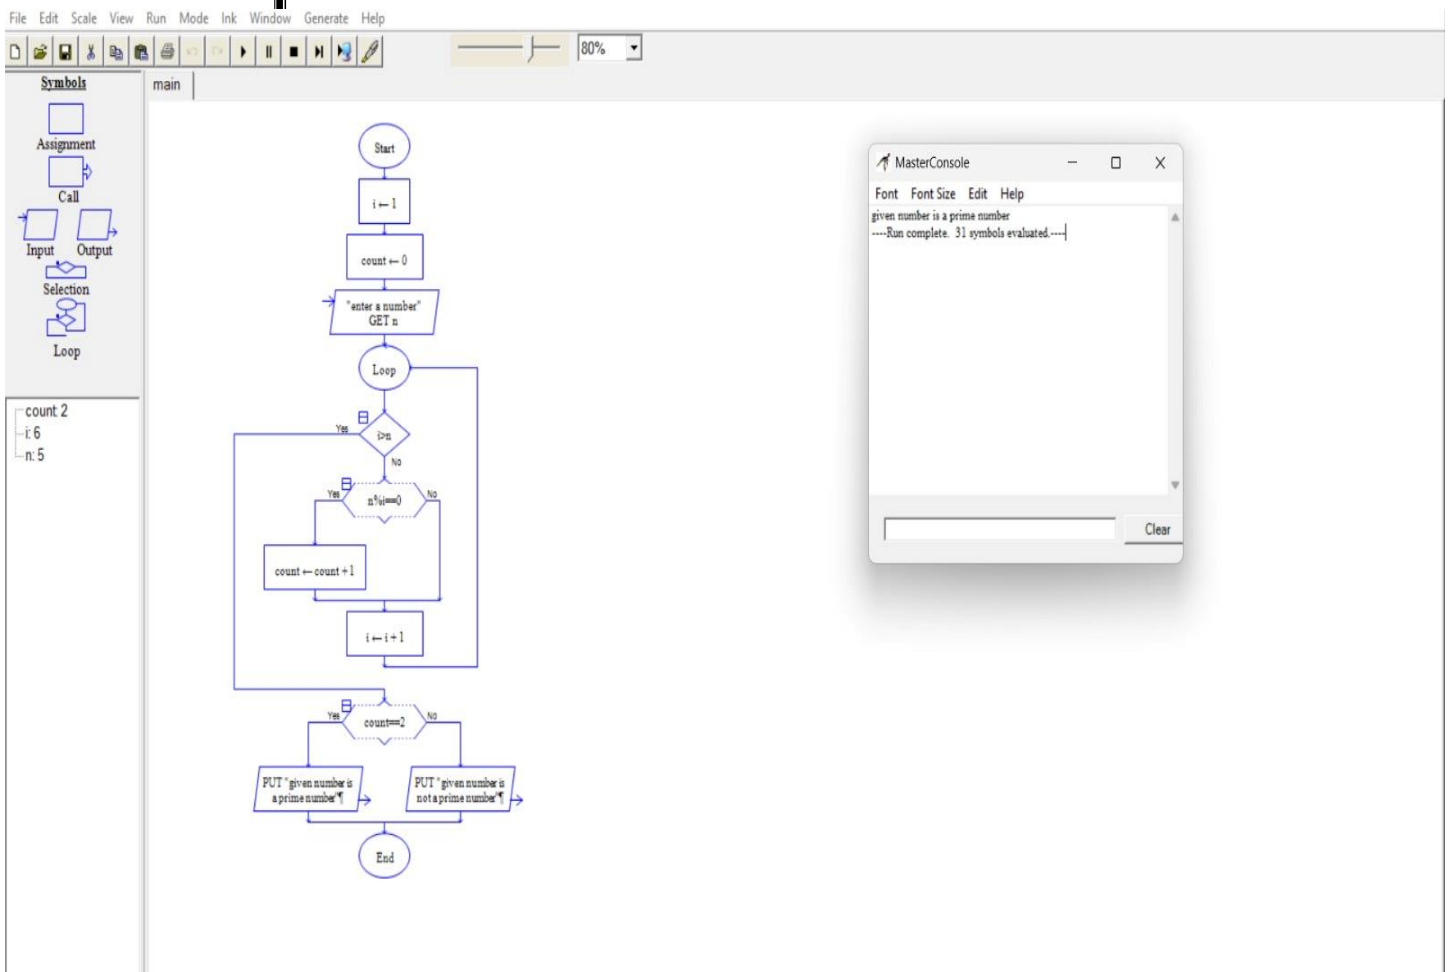 File Edit Scale View Run Mode Ink Window Generate Help
80%
Symbols
Assignment
Call
Input Output
Selection
Loop
count: 2
i: 6
n: 5
main
Start
i ← 1
count ← 0
"enter a number"
GET n
Loop
i>n
Yes
No
n%i==0
Yes
No
count ← count + 1
i ← i + 1
count==2
Yes
No
PUT "given number is
a prime number"¶
PUT "given number is
not a prime number"¶
End
MasterConsole
Font Font Size Edit Help
given number is a prime number
----Run complete. 31 symbols evaluated.----
Clear